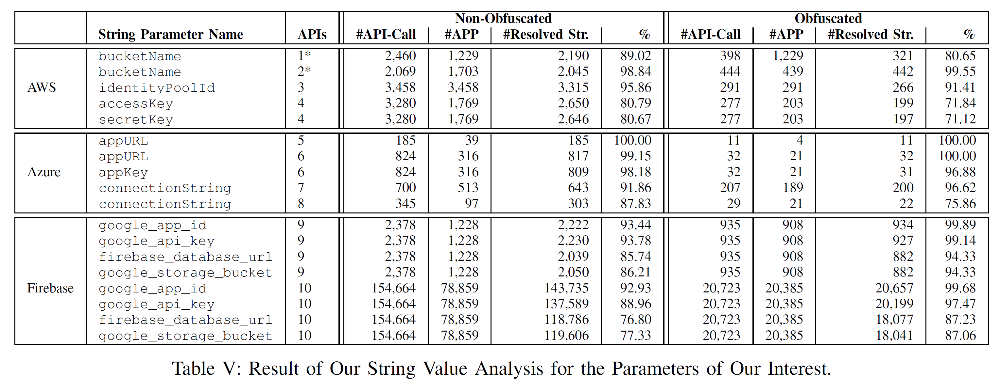 Non-Obfuscated Obfuscated
String Parameter Name APIs #API-Call #APP #Resolved Str. % #API-Call #APP #Resolved Str. %
bucketName 1* 2,460 1,229 2,190 89.02 398 1,229 321 80.65
bucketName 2* 2,069 1,703 2,045 98.84 444 439 442 99.55
AWS identityPoolId 3 3,458 3,458 3,315 95.86 291 291 266 91.41
accessKey 4 3,280 1,769 2,650 80.79 277 203 199 71.84
secretKey 4 3,280 1,769 2,646 80.67 277 203 197 71.12
appURL 5 185 39 185 100.00 11 4 11 100.00
appURL 6 824 316 817 99.15 32 21 32 100.00
Azure appKey 6 824 316 809 98.18 32 21 31 96.88
connectionString 7 700 513 643 91.86 207 189 200 96.62
connectionString 8 345 97 303 87.83 29 21 22 75.86
google_app_id 9 2,378 1,228 2,222 93.44 935 908 934 99.89
google_api_key 9 2,378 1,228 2,230 93.78 935 908 927 99.14
firebase_database_url 9 2,378 1,228 2,039 85.74 935 908 882 94.33
google_storage_bucket 9 2,378 1,228 2,050 86.21 935 908 882 94.33
Firebase google_app_id 10 154,664 78,859 143,735 92.93 20,723 20,385 20,657 99.68
google_api_key 10 154,664 78,859 137,589 88.96 20,723 20,385 20,199 97.47
firebase_database_url 10 154,664 78,859 118,786 76.80 20,723 20,385 18,077 87.23
google_storage_bucket 10 154,664 78,859 119,606 77.33 20,723 20,385 18,041 87.06
Table V: Result of Our String Value Analysis for the Parameters of Our Interest.